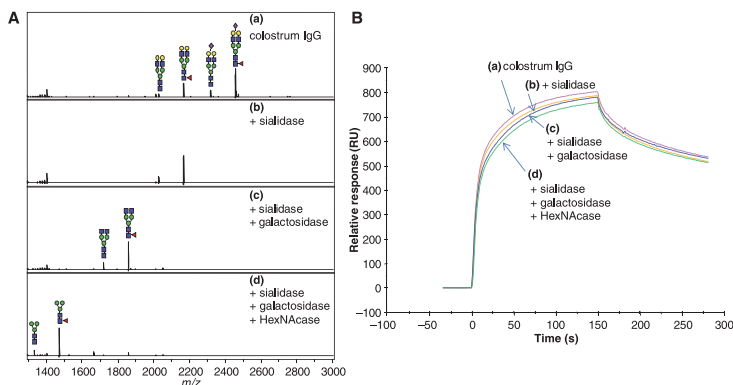 A
(a)
colostrum IgG
(b)
+ sialidase
(c)
+ sialidase
+ galactosidase
(d)
+ sialidase
+ galactosidase
+ HexNAcase
1400 1600 1800 2000 2200 2400 2600 2800 3000
m/z
B
Relative response (RU)
900
800
700
600
500
400
300
200
100
0
−100
(a) colostrum IgG
(b) + sialidase
(c)
+ sialidase
+ galactosidase
(d)
+ sialidase
+ galactosidase
+ HexNAcase
−100 −50 0 50 100 150 200 250 300
Time (s)